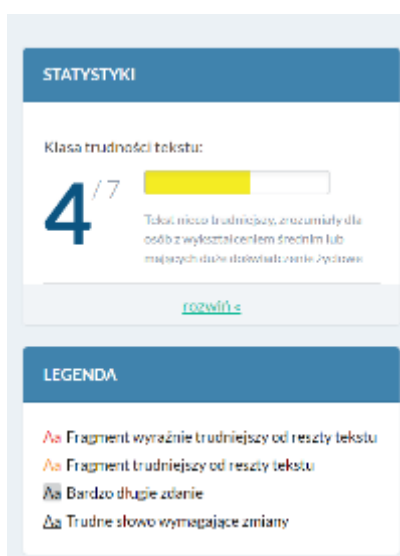 STATYSTYKI
Klasa trudności tekstu:
4/7
Tekst nieco trudniejszy, zrozumiały dla
osób z wykształceniem średnim lub
mających duże doświadczenie życiowe
rozwiń «
LEGENDA
Aa Fragment wyraźnie trudniejszy od reszty tekstu
Aa Fragment trudniejszy od reszty tekstu
Aa Bardzo długie zdanie
Aa Trudne słowo wymagające zmiany